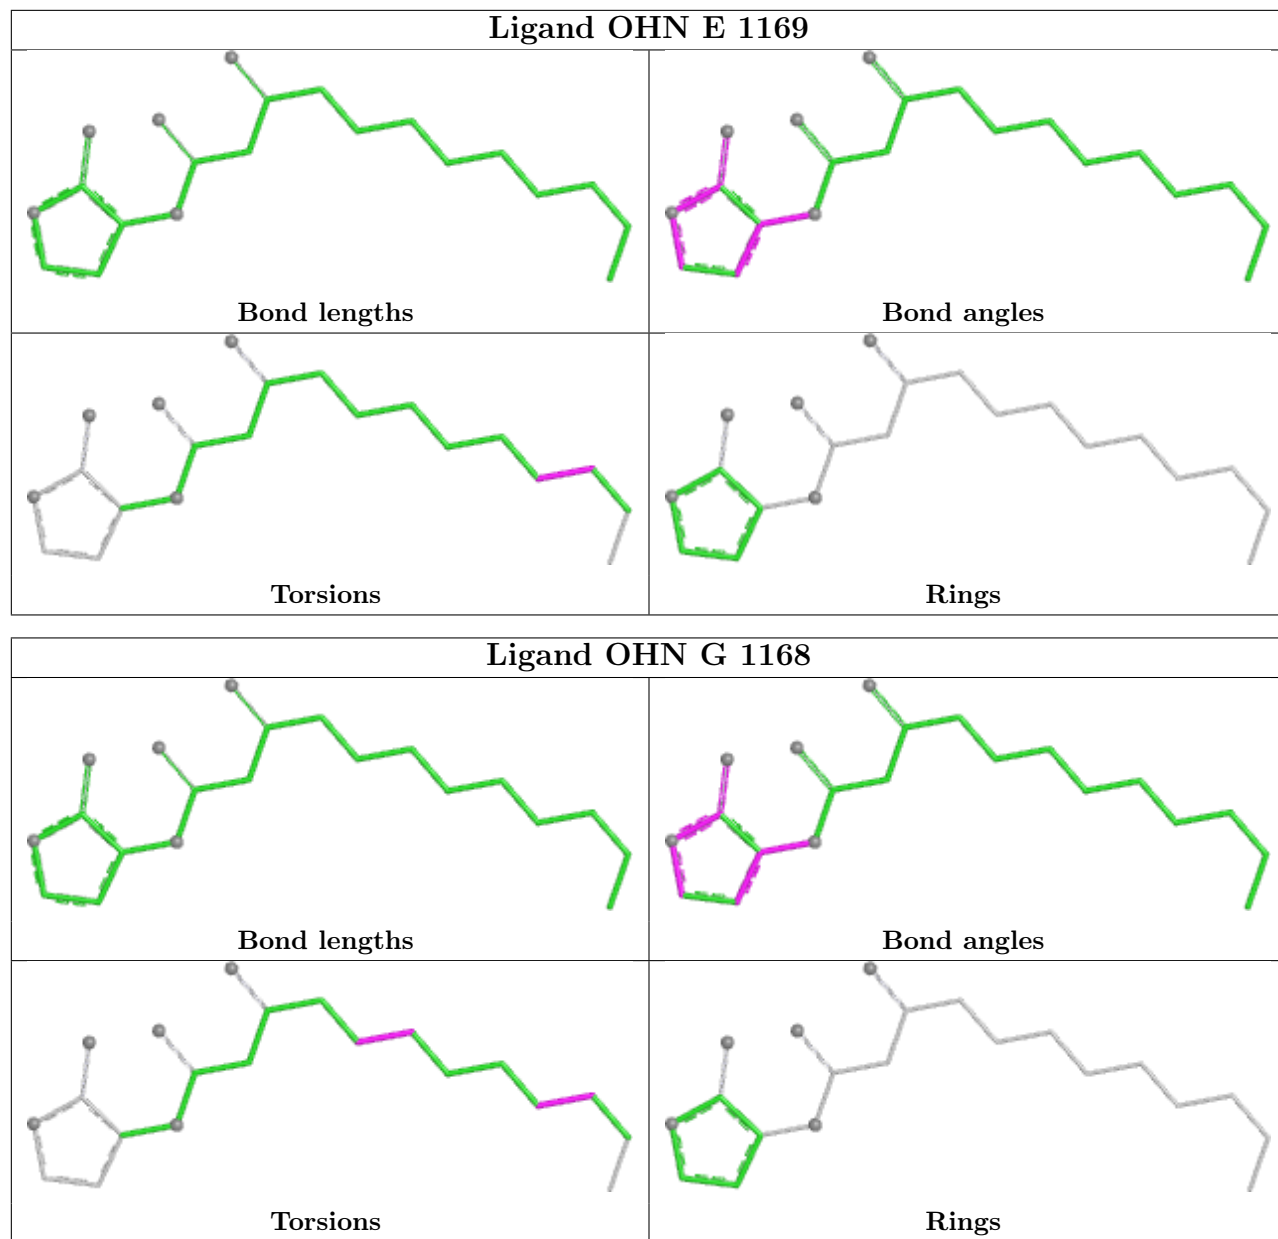 Ligand OHN E 1169
Bond lengths
Bond angles
Torsions
Rings
Ligand OHN G 1168
Bond lengths
Bond angles
Torsions
Rings